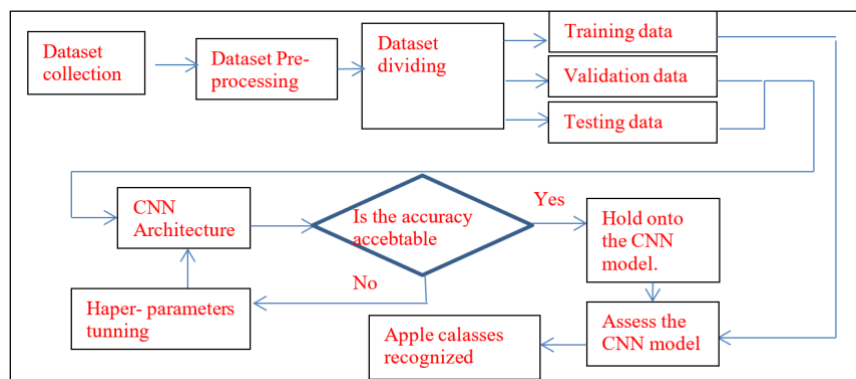 Dataset
collection
Dataset Pre-
processing
Dataset
dividing
Training data
Validation data
Testing data
CNN
Architecture
Is the accuracy
accebtable
Yes
No
Hold onto
the CNN
model.
Haper- parameters
tunning
Assess the
CNN model
Apple calasses
recognized